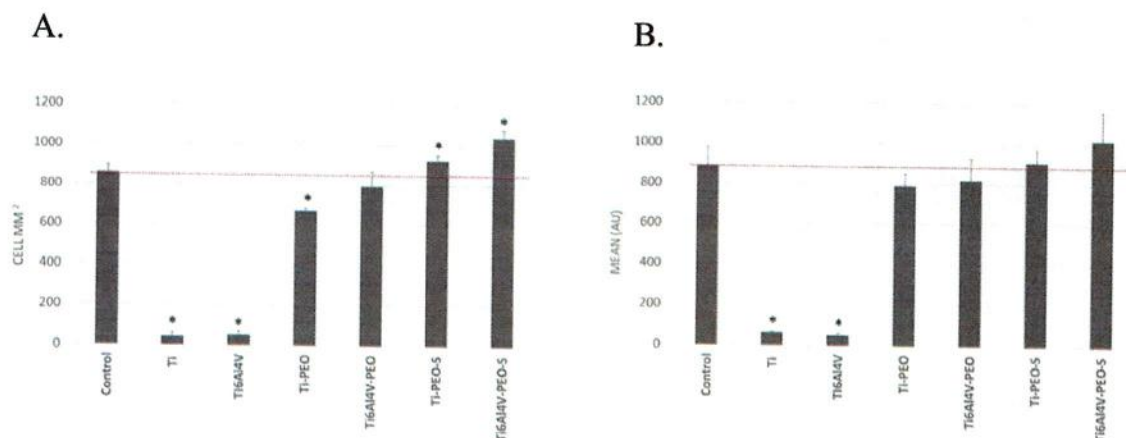 A.
1200
1000
800
600
400
200
0
CELL MM 2
*
*
*
*
*
Control
Ti
Ti6Al4V
Ti-PEO
Ti6Al4V-PEO
Ti-PEO-S
Ti6Al4V-PEO-S
B.
1200
1000
800
600
400
200
0
MEAN (AU)
*
*
Control
Ti
Ti6Al4V
Ti-PEO
Ti6Al4V-PEO
Ti-PEO-S
Ti6Al4V-PEO-S